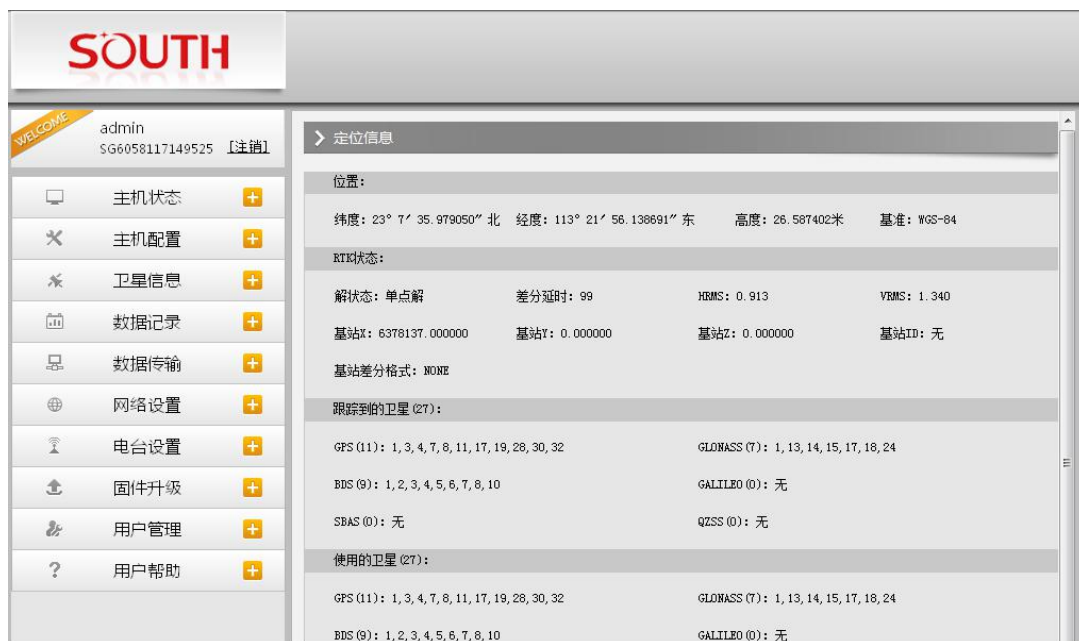 SOUTH
WELCOME
admin
SG6058117149525 [注销]
主机状态
主机配置
卫星信息
数据记录
数据传输
网络设置
电台设置
固件升级
用户管理
用户帮助
定位信息
位置:
纬度: 23° 7′ 35.979050″ 北 经度: 113° 21′ 56.138691″ 东 高度: 26.587402米 基准: WGS-84
RTK状态:
解状态: 单点解 差分延时: 99 HRMS: 0.913 VRMS: 1.340
基站X: 6378137.000000 基站Y: 0.000000 基站Z: 0.000000 基站ID: 无
基站差分格式: NONE
跟踪到的卫星(27):
GPS(11): 1,3,4,7,8,11,17,19,28,30,32 GLONASS(7): 1,13,14,15,17,18,24
BDS(9): 1,2,3,4,5,6,7,8,10 GALILEO(0): 无
SBAS(0): 无 QZSS(0): 无
使用的卫星(27):
GPS(11): 1,3,4,7,8,11,17,19,28,30,32 GLONASS(7): 1,13,14,15,17,18,24
BDS(9): 1,2,3,4,5,6,7,8,10 GALILEO(0): 无